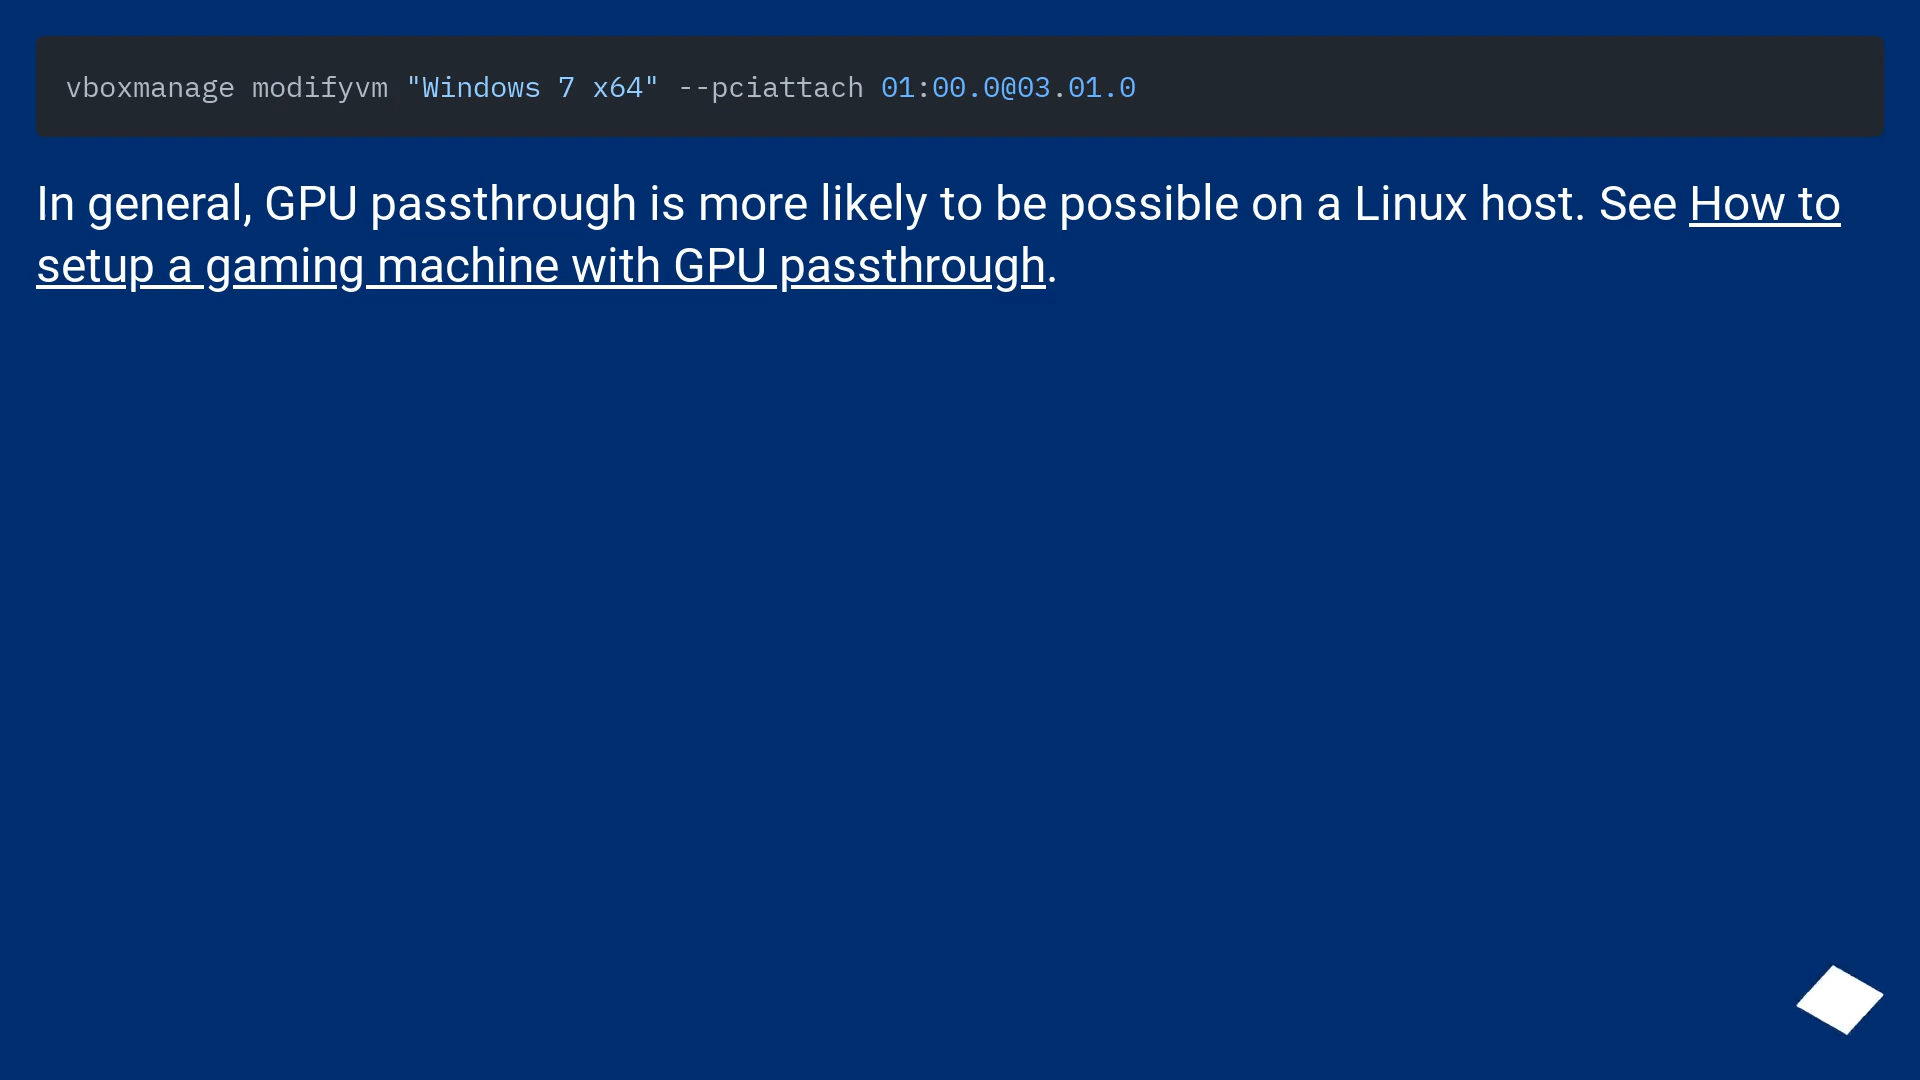 vboxmanage modifyvm "Windows 7 x64" --pciattach 01:00.0@03.01.0
In general, GPU passthrough is more likely to be possible on a Linux host. See How to
setup a gaming machine with GPU passthrough.